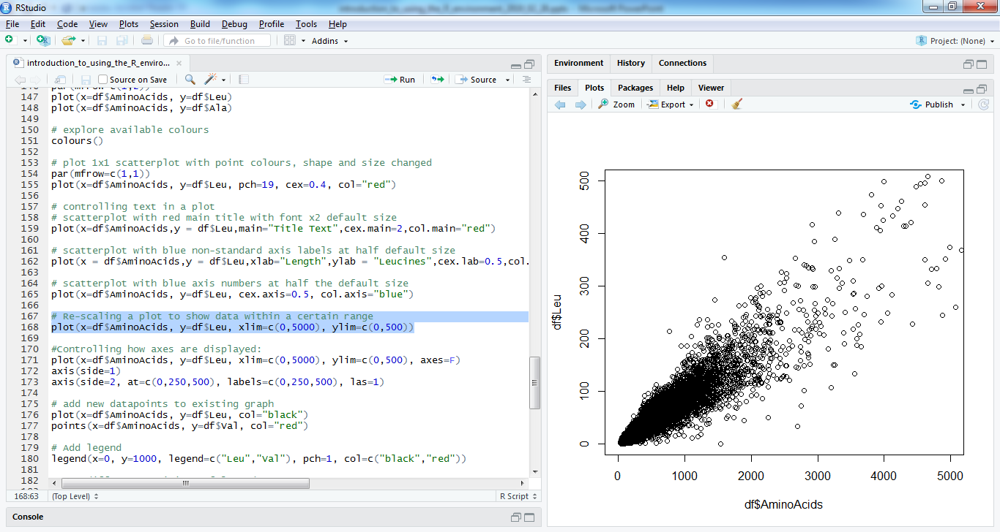 RStudio
introduction_to_using_the_R_environment_2016_01_28.pptx - Microsoft PowerPoint
File Edit Code View Plots Session Build Debug Profile Tools Help
Go to file/function Addins Project: (None)
introduction_to_using_the_R_enviro...
Source on Save Run Source
147 plot(x=df$AminoAcids, y=df$Leu)
148 plot(x=df$AminoAcids, y=df$Ala)
149
150 # explore available colours
151 colours()
152
153 # plot 1x1 scatterplot with point colours, shape and size changed
154 par(mfrow=c(1,1))
155 plot(x=df$AminoAcids, y=df$Leu, pch=19, cex=0.4, col="red")
156
157 # controlling text in a plot
158 # scatterplot with red main title with font x2 default size
159 plot(x=df$AminoAcids,y = df$Leu,main="Title Text",cex.main=2,col.main="red")
160
161 # scatterplot with blue non-standard axis labels at half default size
162 plot(x = df$AminoAcids,y = df$Leu,xlab="Length",ylab = "Leucines",cex.lab=0.5,col.
163
164 # scatterplot with blue axis numbers at half the default size
165 plot(x=df$AminoAcids, y=df$Leu, cex.axis=0.5, col.axis="blue")
166
167 # Re-scaling a plot to show data within a certain range
168 plot(x=df$AminoAcids, y=df$Leu, xlim=c(0,5000), ylim=c(0,500))
169
170 #Controlling how axes are displayed:
171 plot(x=df$AminoAcids, y=df$Leu, xlim=c(0,5000), ylim=c(0,500), axes=F)
172 axis(side=1)
173 axis(side=2, at=c(0,250,500), labels=c(0,250,500), las=1)
174
175 # add new datapoints to existing graph
176 plot(x=df$AminoAcids, y=df$Leu, col="black")
177 points(x=df$AminoAcids, y=df$Val, col="red")
178
179 # Add legend
180 legend(x=0, y=1000, legend=c("Leu","Val"), pch=1, col=c("black","red"))
181
182
168:63 (Top Level) R Script
Console
Environment History Connections
Files Plots Packages Help Viewer
Zoom Export Publish
500
400
300
200
100
0
df$Leu
0 1000 2000 3000 4000 5000
df$AminoAcids